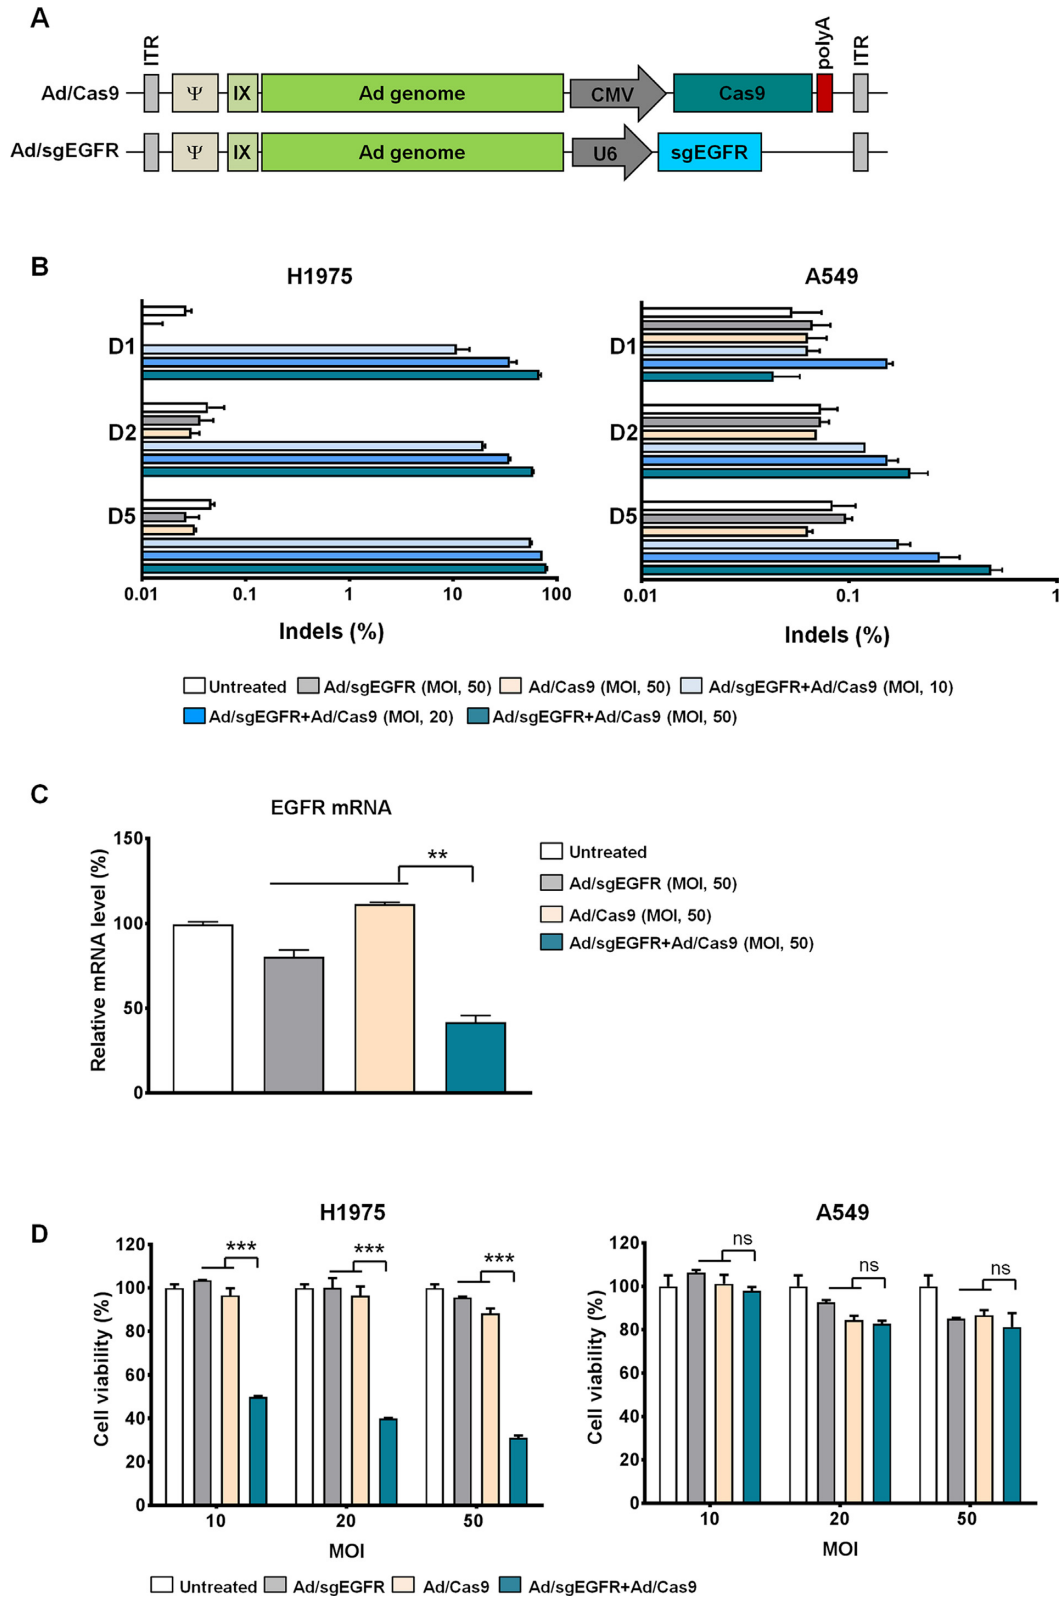 A
ITR
polyA
ITR
Ad/Cas9
Ψ
IX
Ad genome
CMV
Cas9
Ad/sgEGFR
Ψ
IX
Ad genome
U6
sgEGFR
B
H1975
D1
D2
D5
0.01 0.1 1 10 100
Indels (%)
A549
D1
D2
D5
0.01 0.1 1
Indels (%)
Untreated Ad/sgEGFR (MOI, 50) Ad/Cas9 (MOI, 50) Ad/sgEGFR+Ad/Cas9 (MOI, 10)
Ad/sgEGFR+Ad/Cas9 (MOI, 20) Ad/sgEGFR+Ad/Cas9 (MOI, 50)
C
EGFR mRNA
Relative mRNA level (%)
150
100
50
0
**
Untreated
Ad/sgEGFR (MOI, 50)
Ad/Cas9 (MOI, 50)
Ad/sgEGFR+Ad/Cas9 (MOI, 50)
D
H1975
Cell viability (%)
120
100
80
60
40
20
0
*** *** ***
10 20 50
MOI
A549
Cell viability (%)
120
100
80
60
40
20
0
ns ns ns
10 20 50
MOI
Untreated Ad/sgEGFR Ad/Cas9 Ad/sgEGFR+Ad/Cas9